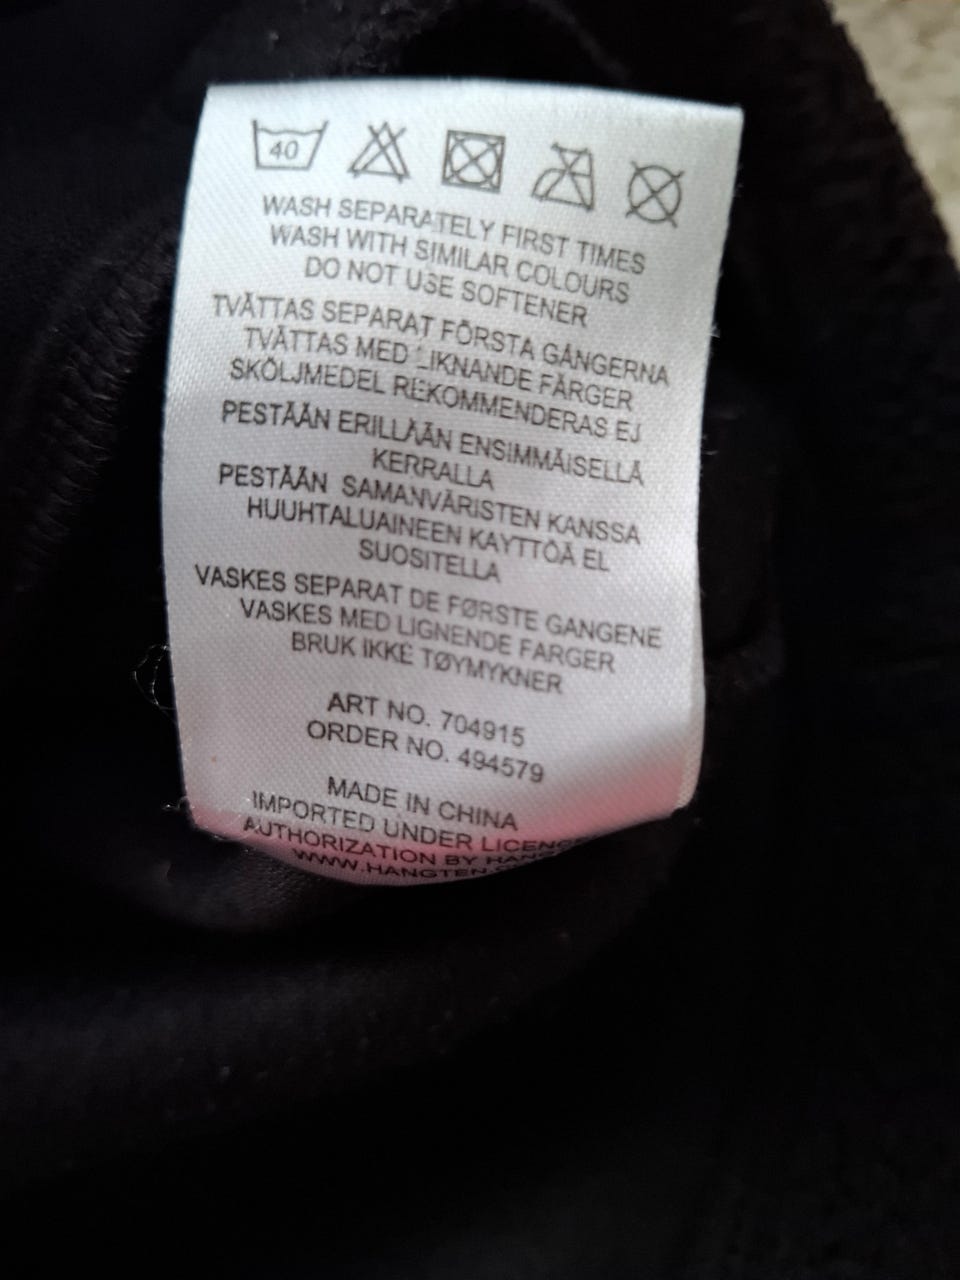 40
WASH SEPARATELY FIRST TIMES
WASH WITH SIMILAR COLOURS
DO NOT USE SOFTENER
TVÄTTAS SEPARAT FÖRSTA GÅNGERNA
TVÄTTAS MED LIKNANDE FÄRGER
SKÖLJMEDEL REKOMMENDERAS EJ
PESTÄÄN ERILLÄÄN ENSIMMÄISELLÄ
KERRALLA
PESTÄÄN SAMANVÄRISTEN KANSSA
HUUHTALUAINEEN KAYTTÖÄ EL
SUOSITELLA
VASKES SEPARAT DE FØRSTE GANGENE
VASKES MED LIGNENDE FARGER
BRUK IKKE TØYMYKNER
ART NO. 704915
ORDER NO. 494579
MADE IN CHINA
IMPORTED UNDER
AUTHORIZATION BY